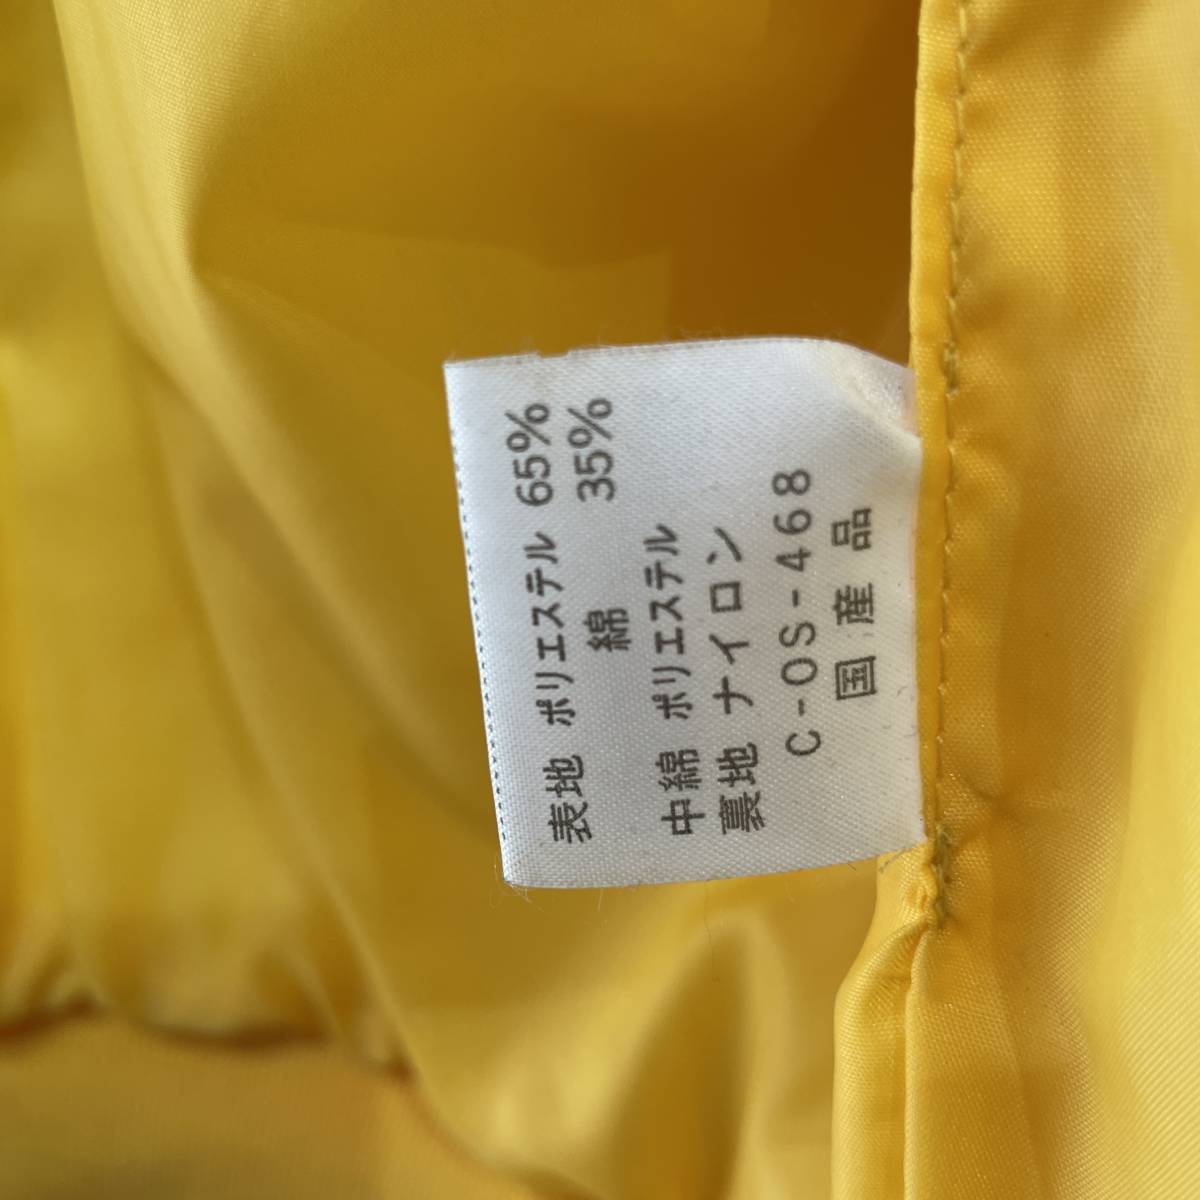 表地 ポリエステル 65%
綿 35%
中綿 ポリエステル
裏地 ナイロン
C-OS-468
国産品